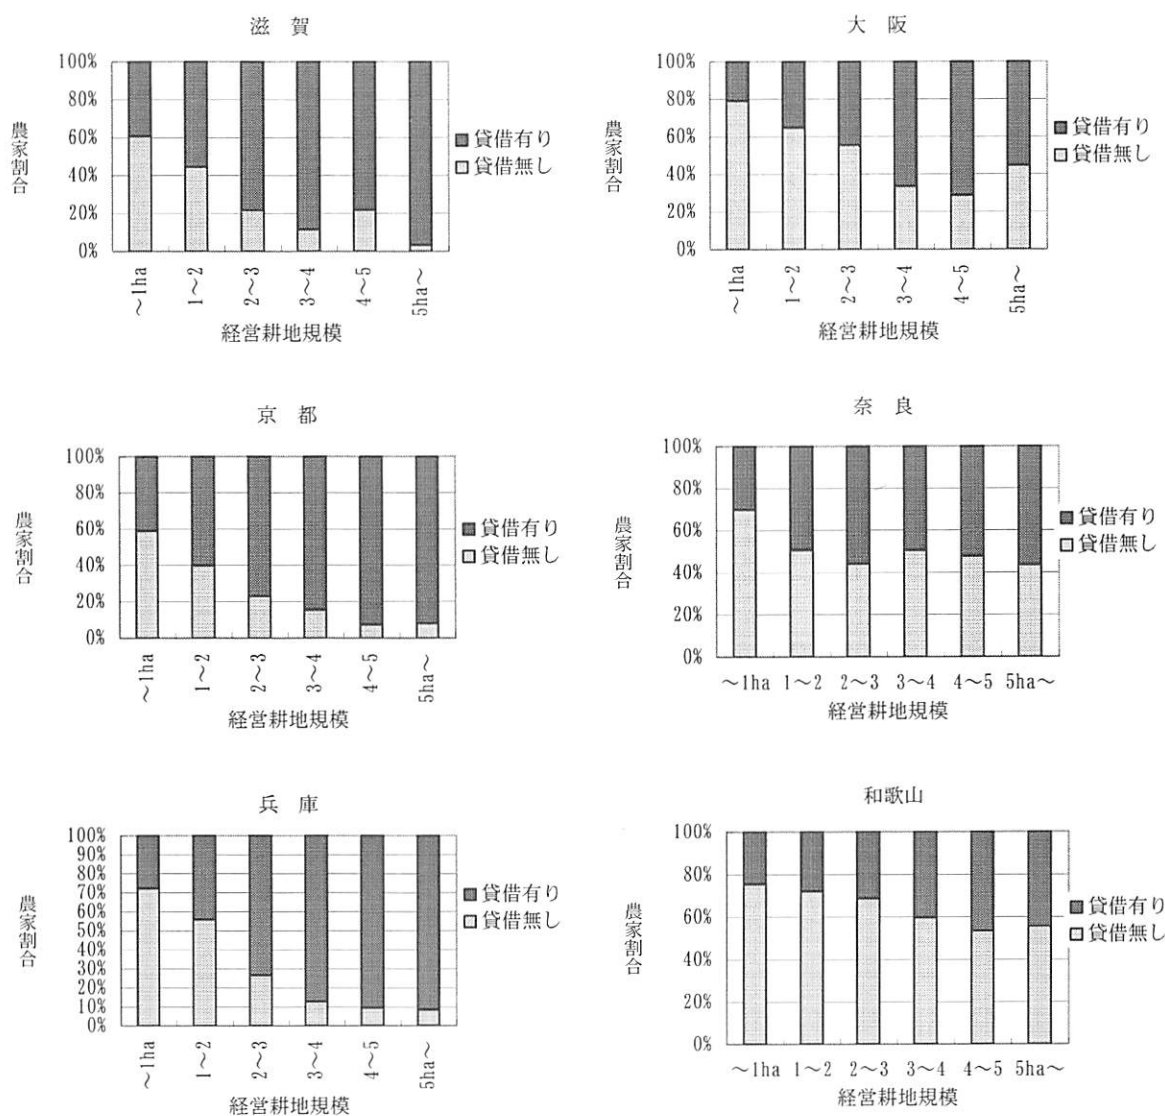 滋 賀
100%
80%
60%
40%
20%
0%
農家割合
貸借有り
貸借無し
~1ha
1~2
2~3
3~4
4~5
5ha~
経営耕地規模
大 阪
100%
80%
60%
40%
20%
0%
農家割合
貸借有り
貸借無し
~1ha
1~2
2~3
3~4
4~5
5ha~
経営耕地規模
京 都
100%
80%
60%
40%
20%
0%
農家割合
貸借有り
貸借無し
~1ha
1~2
2~3
3~4
4~5
5ha~
経営耕地規模
奈 良
100%
80%
60%
40%
20%
0%
農家割合
貸借有り
貸借無し
~1ha 1~2 2~3 3~4 4~5 5ha~
経営耕地規模
兵 庫
100%
90%
80%
70%
60%
50%
40%
30%
20%
10%
0%
農家割合
貸借有り
貸借無し
~1ha
1~2
2~3
3~4
4~5
5ha~
経営耕地規模
和歌山
100%
80%
60%
40%
20%
0%
農家割合
貸借有り
貸借無し
~1ha 1~2 2~3 3~4 4~5 5ha~
経営耕地規模